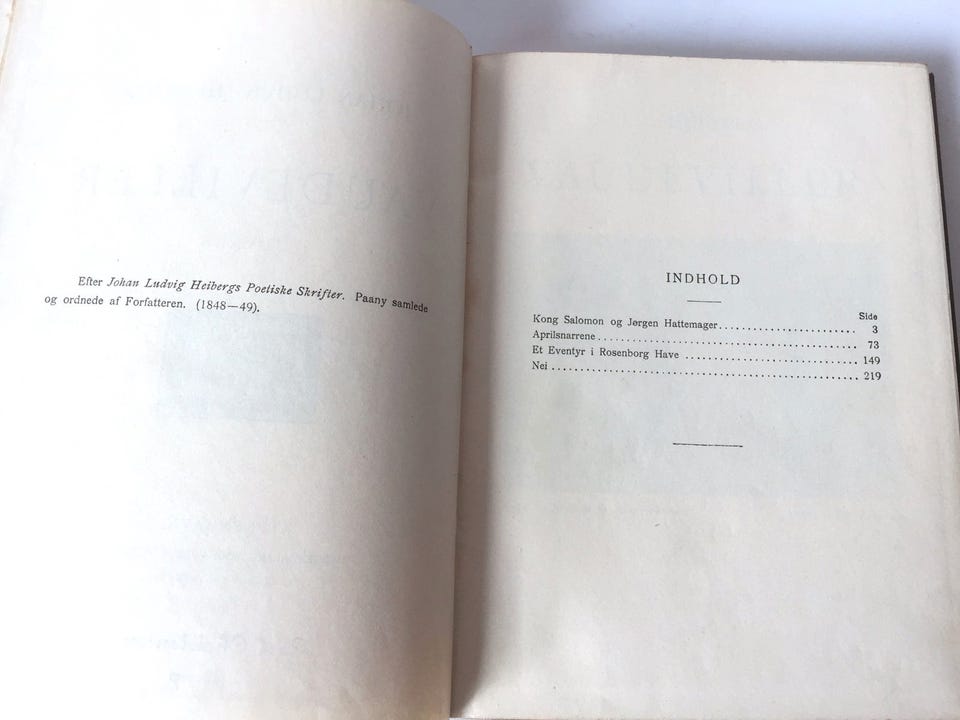 Efter Johan Ludvig Heibergs Poetiske Skrifter. Paany samlede
og ordnede af Forfatteren. (1848—49).
INDHOLD
Side
Kong Salomon og Jørgen Hattemager........................ 3
Aprilsnarrene............................................. 73
Et Eventyr i Rosenborg Have .............................. 149
Nei ...................................................... 219